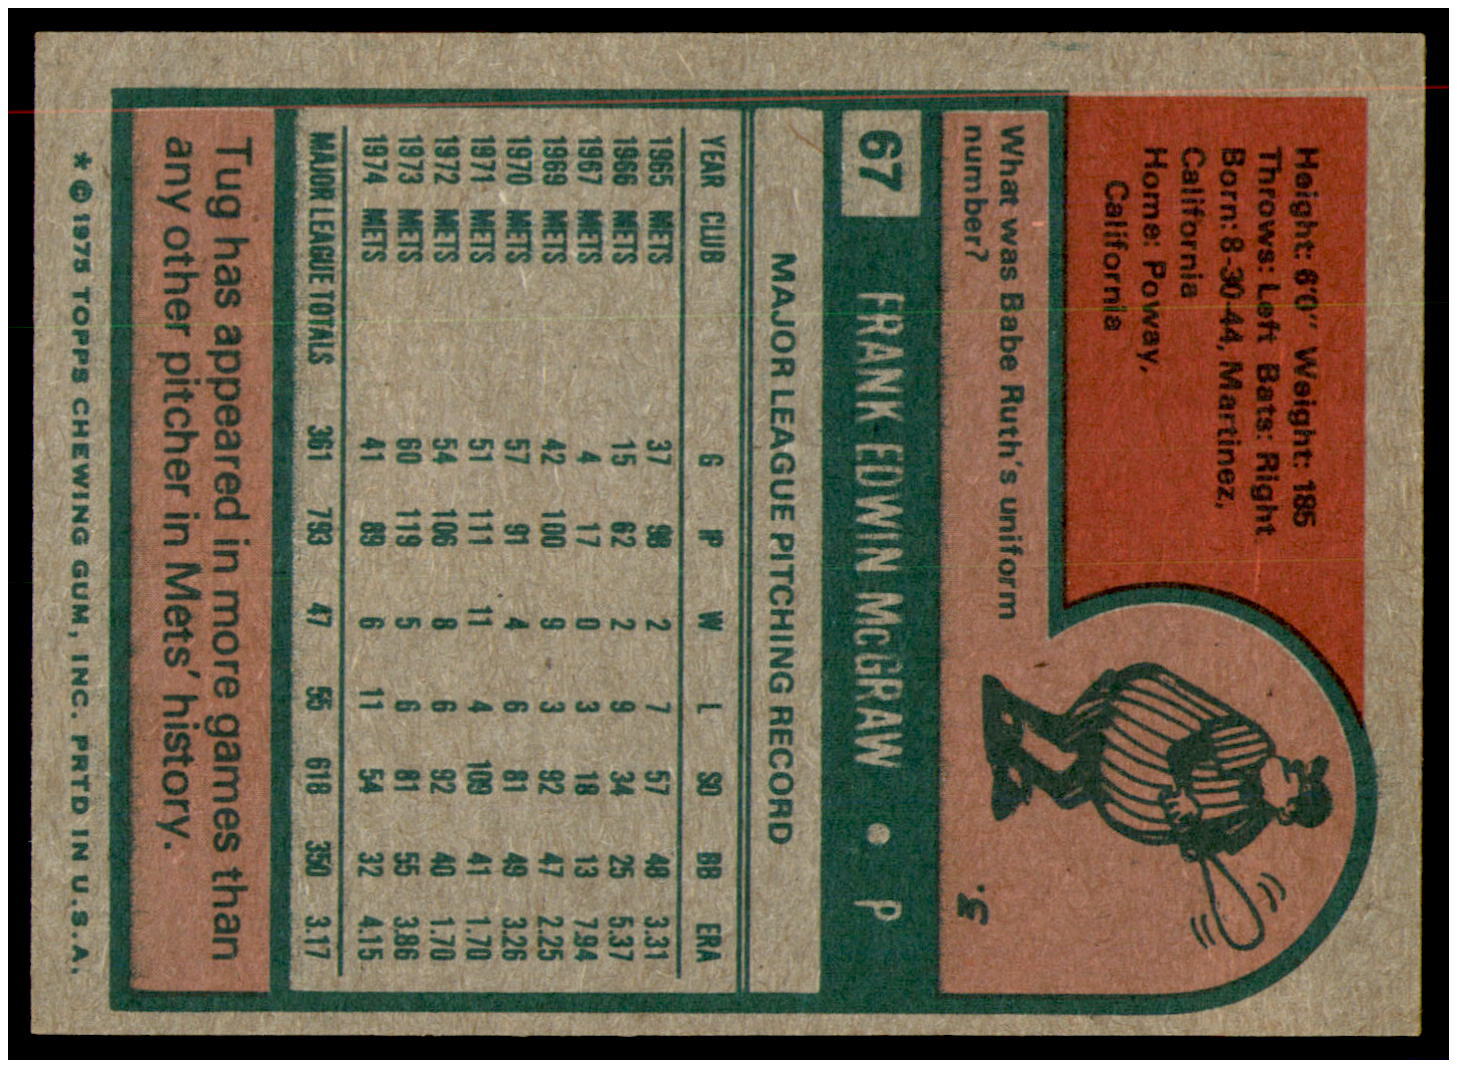 Height: 6'0" Weight: 185
Throws: Left Bats: Right
Born: 8-30-44, Martinez,
California
Home: Poway,
California
What was Babe Ruth's uniform
number?
3.
67 FRANK EDWIN McGRAW • P
MAJOR LEAGUE PITCHING RECORD
YEAR CLUB G IP W L SO BB ERA
1965 METS 37 98 2 7 57 48 3.31
1966 METS 15 62 2 9 34 25 5.37
1967 METS 4 17 0 3 18 13 7.94
1969 METS 42 100 9 3 92 47 2.25
1970 METS 57 91 4 6 81 49 3.26
1971 METS 51 111 11 4 109 41 1.70
1972 METS 54 106 8 6 92 40 1.70
1973 METS 60 119 5 6 81 55 3.86
1974 METS 41 89 6 11 54 32 4.15
MAJOR LEAGUE TOTALS 361 793 47 55 618 350 3.17
Tug has appeared in more games than
any other pitcher in Mets' history.
* © 1975 TOPPS CHEWING GUM, INC. PRTD IN U.S.A.